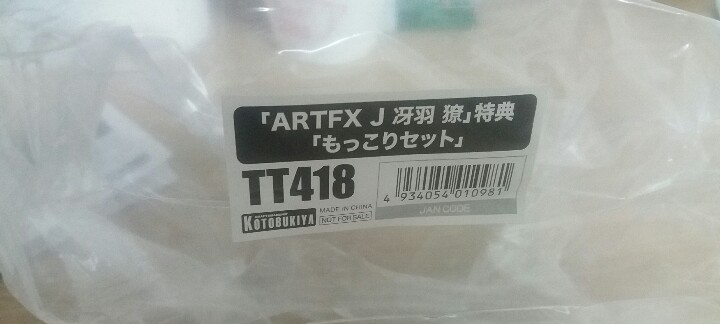 「ARTFX J 冴羽 獠」特典
「もっこりセット」
TT418
4 934054 010981
MADE IN CHINA
KOTOBUKIYA
NOT FOR SALE
JAN CODE